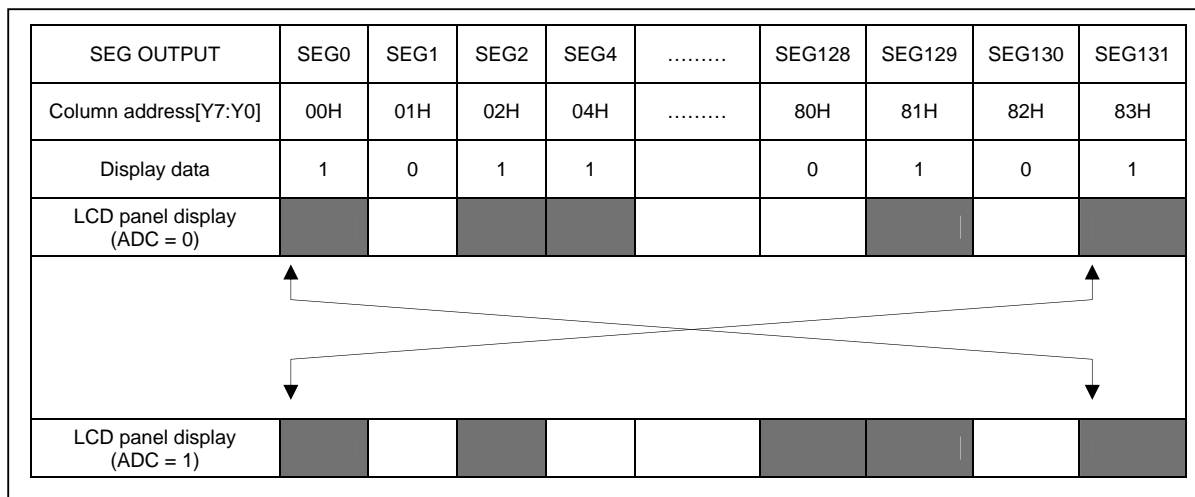 SEG OUTPUT SEG0 SEG1 SEG2 SEG4 ……… SEG128 SEG129 SEG130 SEG131
Column address[Y7:Y0] 00H 01H 02H 04H ……… 80H 81H 82H 83H
Display data 1 0 1 1 0 1 0 1
LCD panel display
(ADC = 0)
LCD panel display
(ADC = 1)